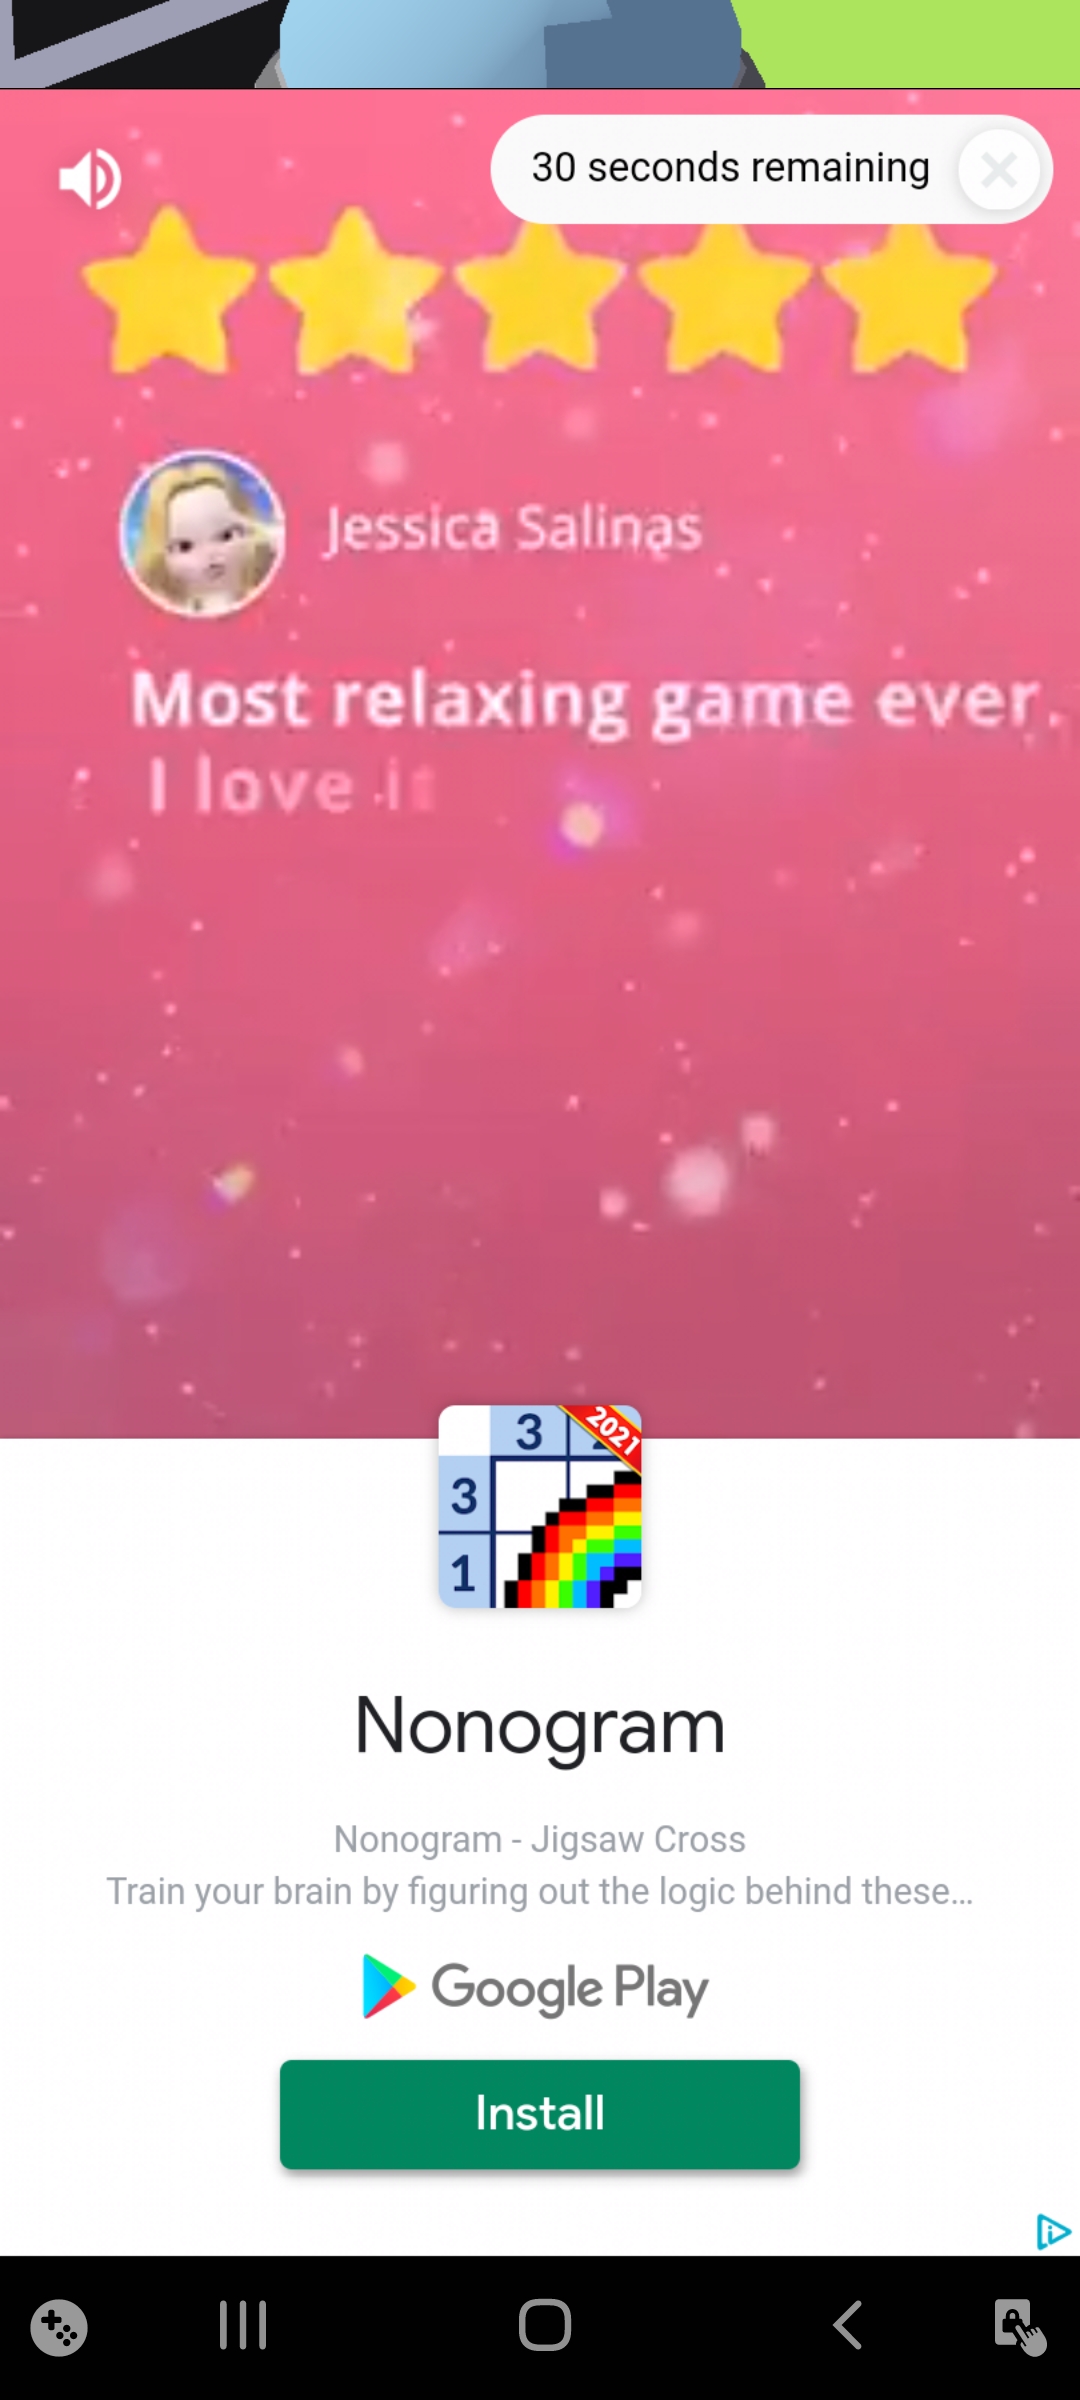 30 seconds remaining
Jessica Salinas
Most relaxing game ever.
I love it
3
2021
3
1
Nonogram
Nonogram - Jigsaw Cross
Train your brain by figuring out the logic behind these...
Google Play
Install